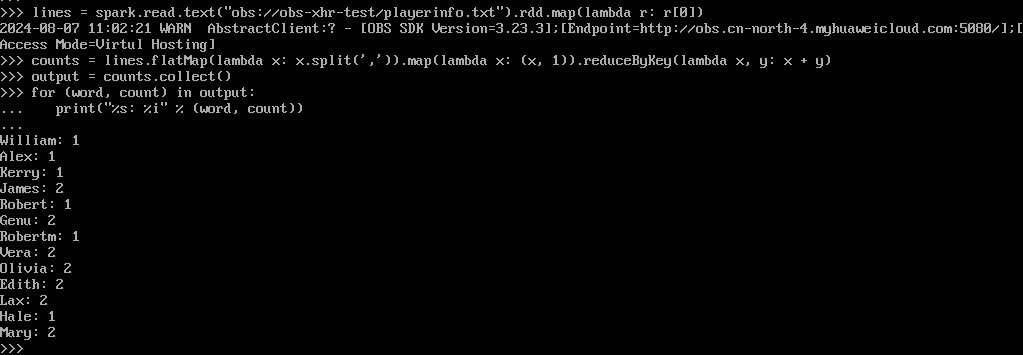 >>> lines = spark.read.text("obs://obs-xhr-test/playerinfo.txt").rdd.map(lambda r: r[0])
2024-08-07 11:02:21 WARN  AbstractClient:? - [OBS SDK Version=3.23.3];[Endpoint=http://obs.cn-north-4.myhuaweicloud.com:5080/];[
Access Mode=Virtul Hosting]
>>> counts = lines.flatMap(lambda x: x.split(',')).map(lambda x: (x, 1)).reduceByKey(lambda x, y: x + y)
>>> output = counts.collect()
>>> for (word, count) in output:
...     print("%s: %i" % (word, count))
...
William: 1
Alex: 1
Kerry: 1
James: 2
Robert: 1
Genu: 2
Robertm: 1
Vera: 2
Olivia: 2
Edith: 2
Lax: 2
Hale: 1
Mary: 2
>>>